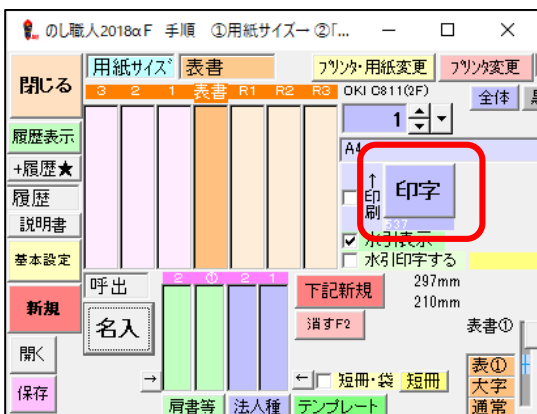 のし職人2018αF 手順 ①用紙サイズ→ ②「...
閉じる
用紙サイズ 表書
プリンタ・用紙変更 プリンタ変更
3 2 1 表書 R1 R2 R3
OKI C811(2F)
全体
1
履歴表示
A4
+履歴★
↑印刷
印字
履歴
説明書
水引表示
水引印字する
基本設定
297mm
210mm
呼出
2 ① 2 1
下記新規
新規
名入
消すF2
表書①
開く
→
←
短冊・袋 短冊
表①
大字
通常
保存
肩書等 法人種 テンプレート